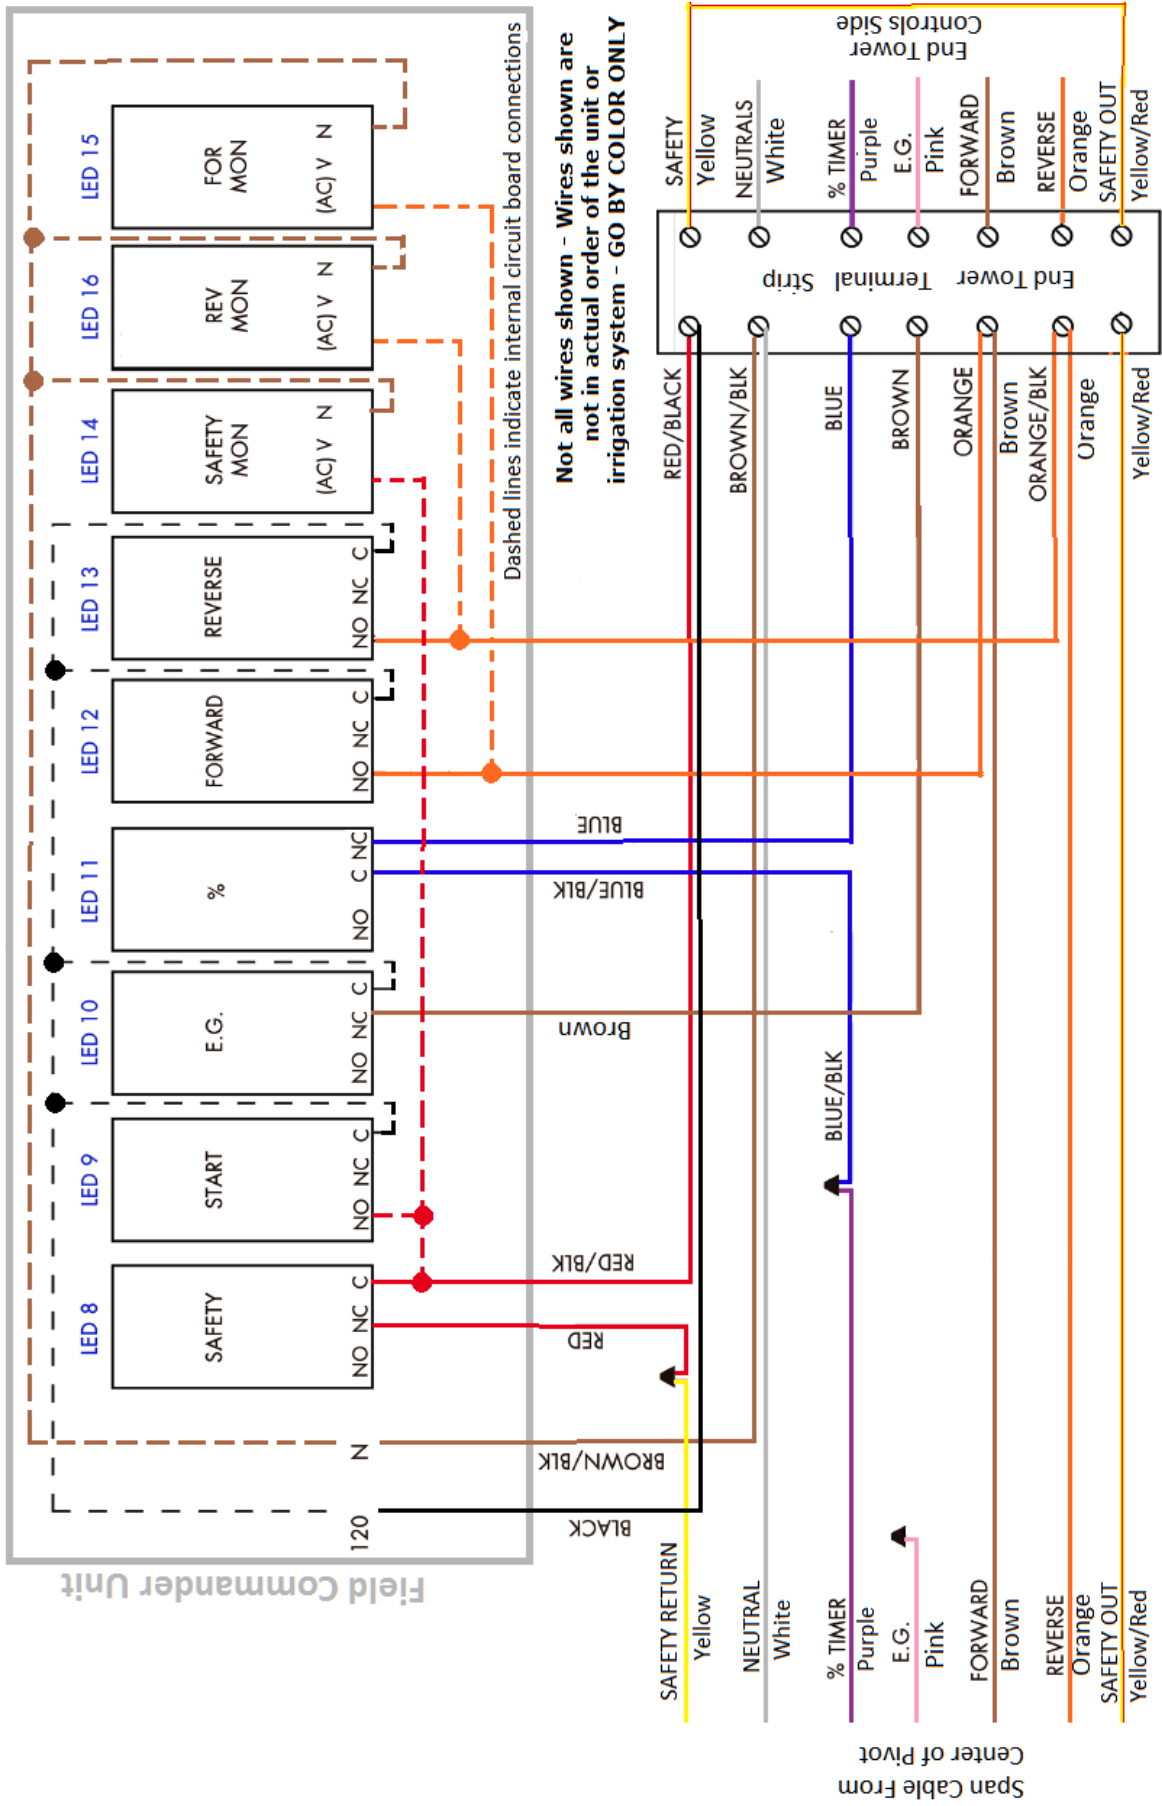 LED 15
FOR
MON
(AC) V N
LED 16
REV
MON
(AC) V N
LED 14
SAFETY
MON
(AC) V N
LED 13
REVERSE
NO NC C
LED 12
FORWARD
NO NC C
LED 11
%
NO C NC
LED 10
E.G.
NO NC C
LED 9
START
NO NC C
LED 8
SAFETY
NO NC C
N
120
Field Commander Unit
Dashed lines indicate internal circuit board connections
Not all wires shown - Wires shown are
not in actual order of the unit or
irrigation system - GO BY COLOR ONLY
BLUE
BLUE/BLK
Brown
RED/BLK
RED
BROWN/BLK
BLACK
End Tower
Controls Side
SAFETY
Yellow
NEUTRALS
White
% TIMER
Purple
E.G.
Pink
FORWARD
Brown
REVERSE
Orange
SAFETY OUT
Yellow/Red
End Tower Terminal Strip
RED/BLACK
BROWN/BLK
BLUE
BROWN
ORANGE
Brown
ORANGE/BLK
Orange
Yellow/Red
BLUE/BLK
SAFETY RETURN
Yellow
NEUTRAL
White
% TIMER
Purple
E.G.
Pink
FORWARD
Brown
REVERSE
Orange
SAFETY OUT
Yellow/Red
Span Cable From
Center of Pivot